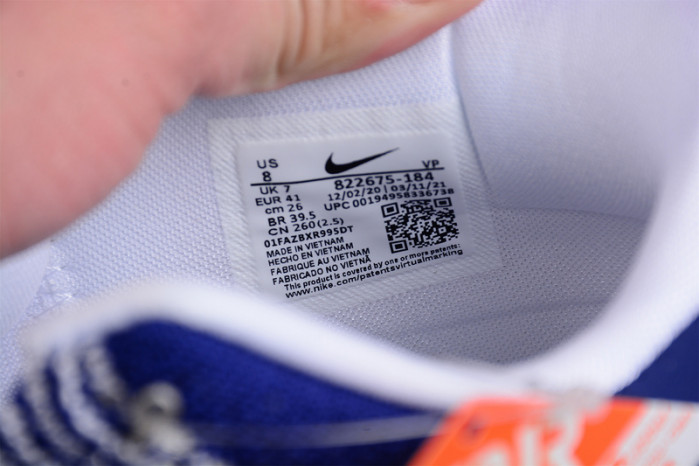 US VP
8
UK 7 822675-184
EUR 41 12/02/20 | 03/11/21
cm 26 UPC 00194958336738
BR 39.5
CN 260(2.5)
01FAZBXR995DT
MADE IN VIETNAM
HECHO EN VIETNAM
FABRIQUE AU VIETNAM
FABRICADO NO VIETNÃ
This product is covered by one or more patents:
www.nike.com/patentsvirtualmarking